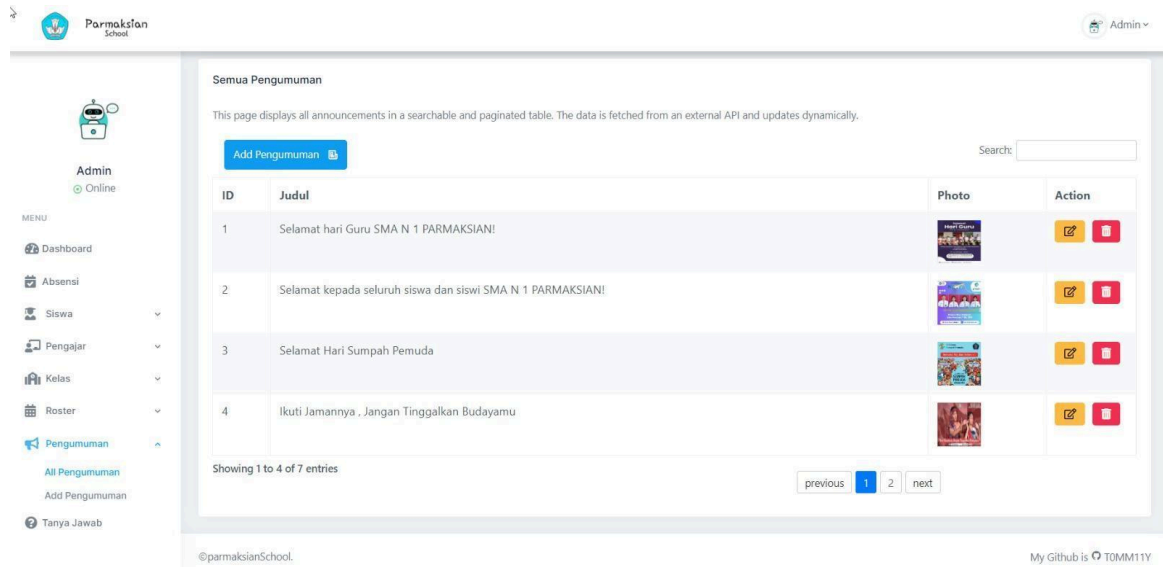 Parmaksian
School
Admin
Semua Pengumuman
This page displays all announcements in a searchable and paginated table. The data is fetched from an external API and updates dynamically.
Add Pengumuman
Search:
Admin
Online
MENU
Dashboard
Absensi
Siswa
Pengajar
Kelas
Roster
Pengumuman
All Pengumuman
Add Pengumuman
Tanya Jawab
ID Judul Photo Action
1 Selamat hari Guru SMA N 1 PARMAKSIAN!
Hari Guru
2 Selamat kepada seluruh siswa dan siswi SMA N 1 PARMAKSIAN!
3 Selamat Hari Sumpah Pemuda
4 Ikuti Jamannya , Jangan Tinggalkan Budayamu
Showing 1 to 4 of 7 entries
previous 1 2 next
©parmaksianSchool.
My Github is T0MM11Y